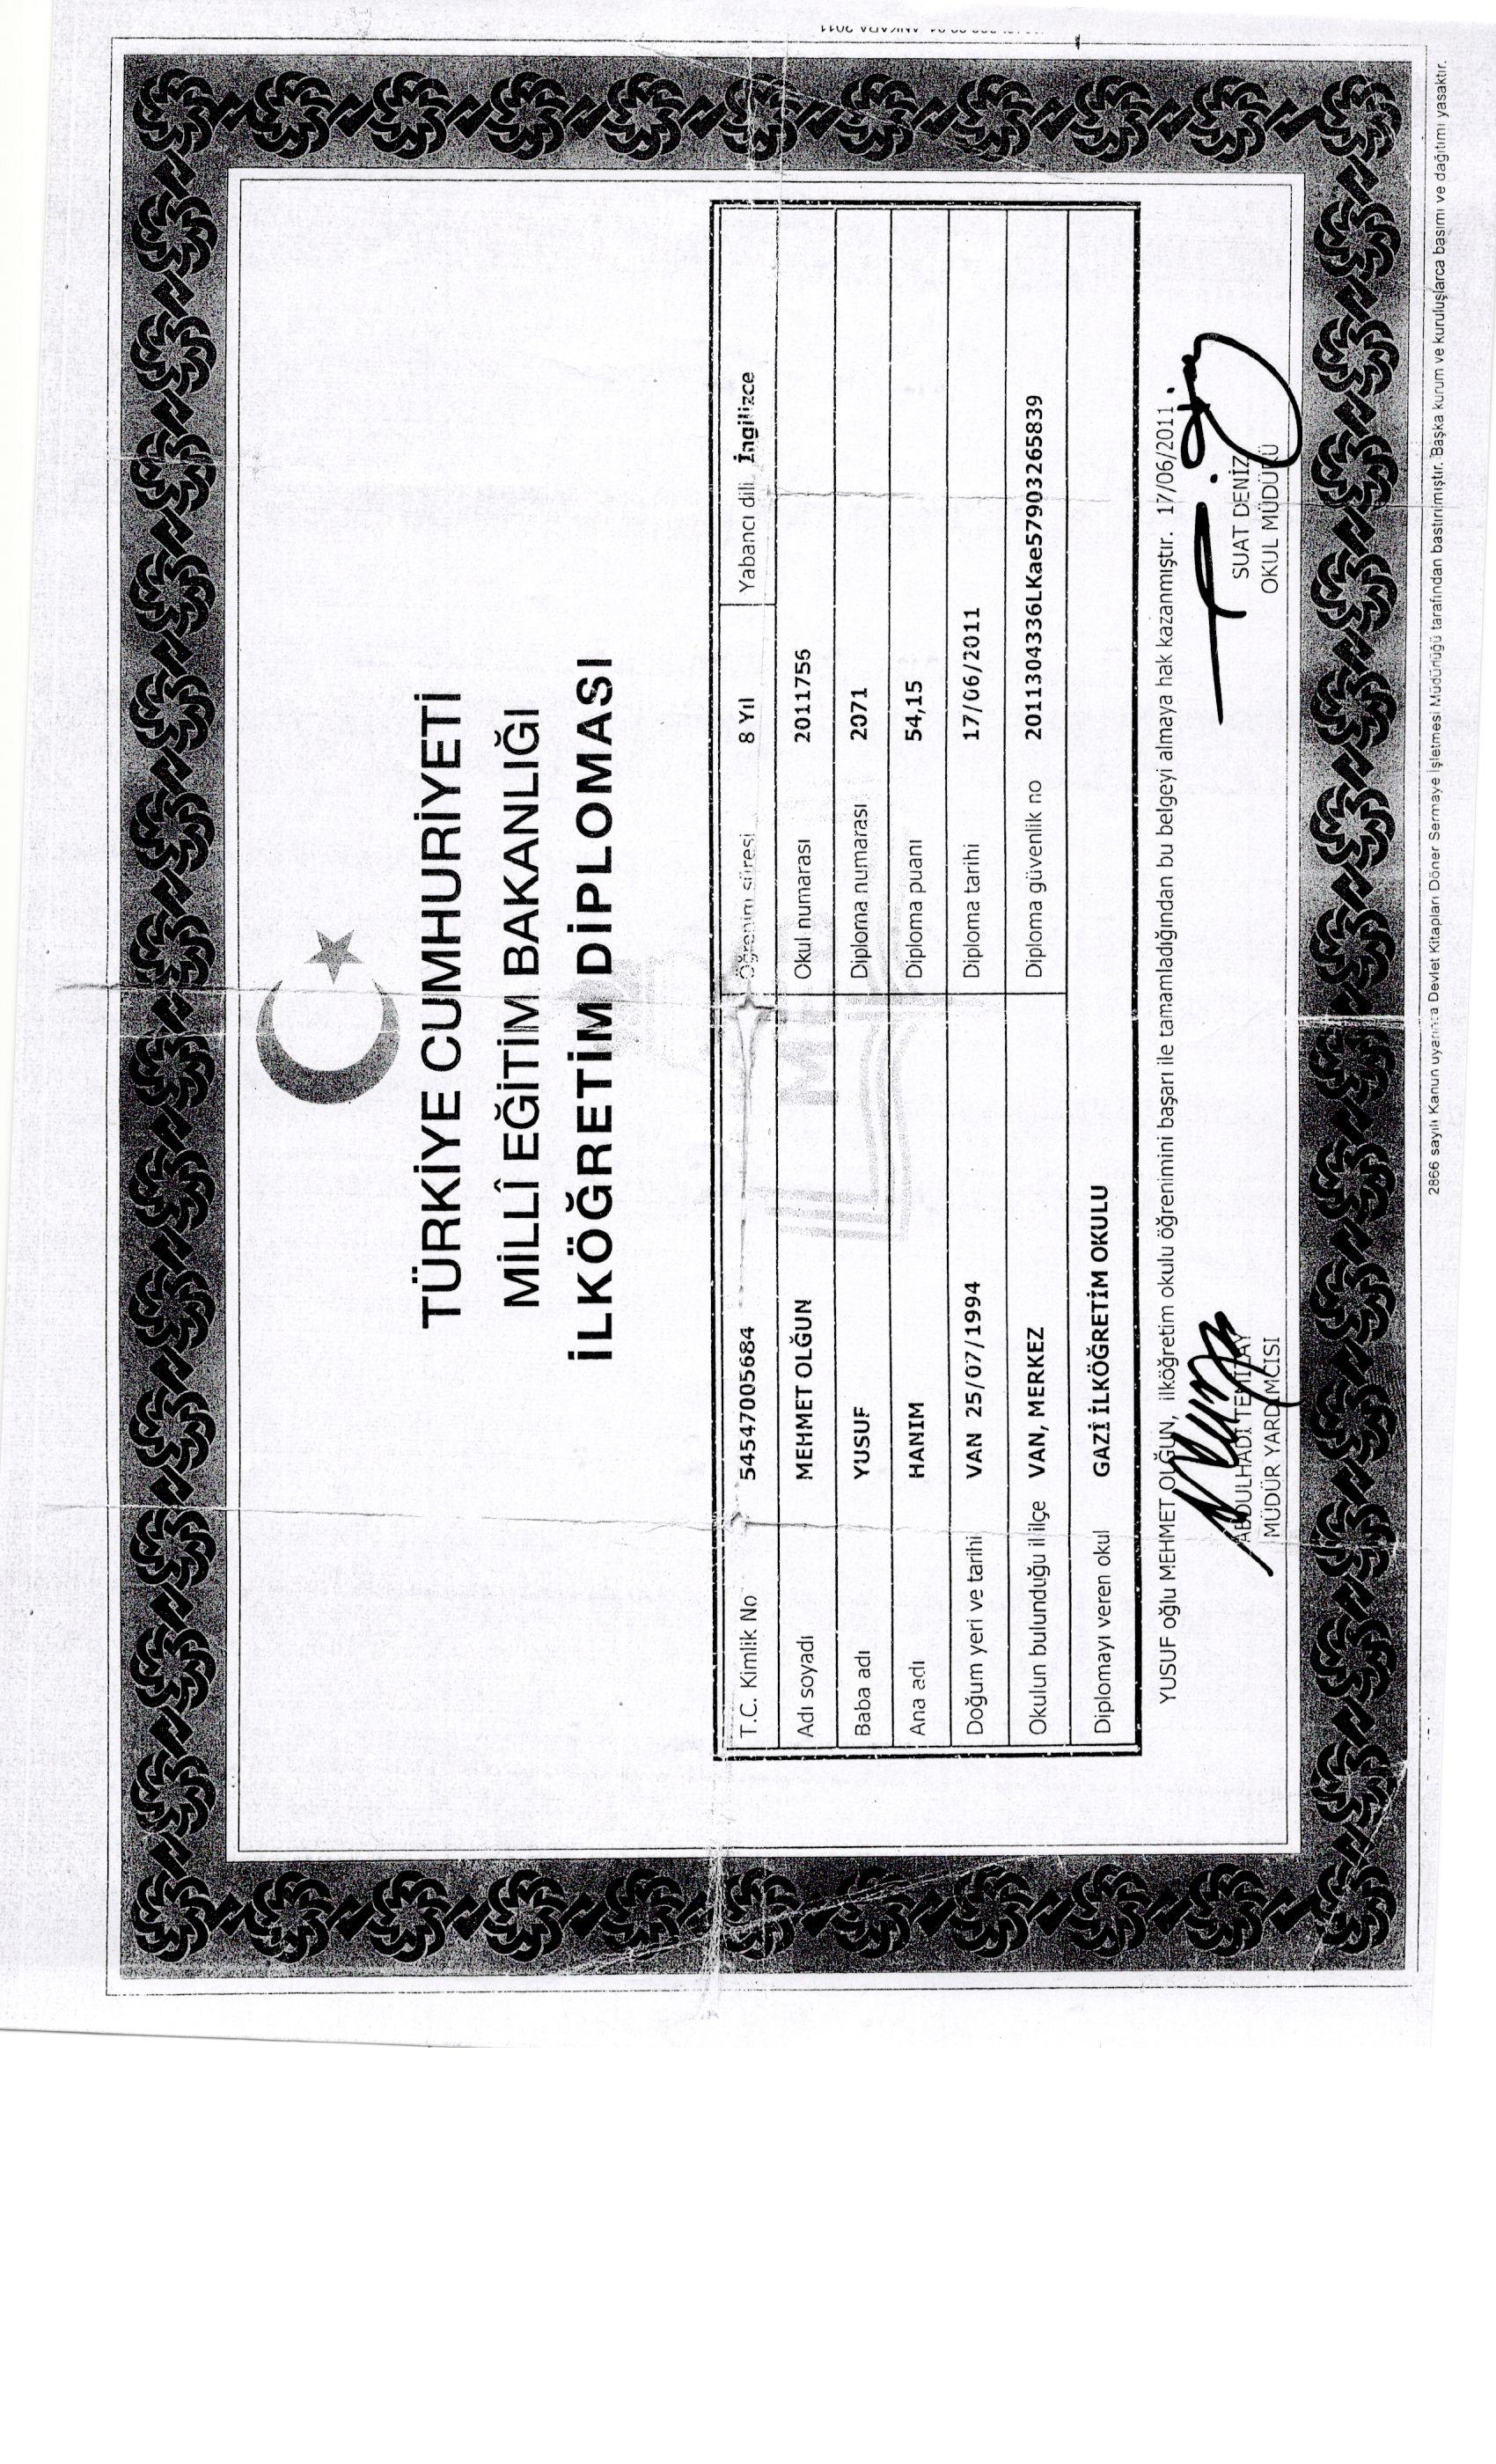 TÜRKİYE CUMHURİYETİ
MİLLÎ EĞİTİM BAKANLIĞI
İLKÖĞRETİM DİPLOMASI
T.C. Kimlik No 54547005684 Öğrenim süresi 8 Yıl Yabancı dili İngilizce
Adı soyadı MEHMET OLĞUN Okul numarası 2011756
Baba adı YUSUF Diploma numarası 2071
Ana adı HANIM Diploma puanı 54,15
Doğum yeri ve tarihi VAN 25/07/1994 Diploma tarihi 17/06/2011
Okulun bulunduğu il ilçe VAN, MERKEZ Diploma güvenlik no 2011304336LKae57903265839
Diplomayı veren okul GAZİ İLKÖĞRETİM OKULU
YUSUF oğlu MEHMET OLĞUN, ilköğretim okulu öğrenimini başarı ile tamamladığından bu belgeyi almaya hak kazanmıştır. 17/06/2011
ABDULHADİ SUAT DENİZ
MÜDÜR YARDIMCISI OKUL MÜDÜRÜ
2866 sayılı Kanun uyarınca Devlet Kitapları Döner Sermaye İşletmesi Müdürlüğü tarafından bastırılmıştır. Başka kurum ve kuruluşlarca basımı ve dağıtımı yasaktır.
ANKARA 2011